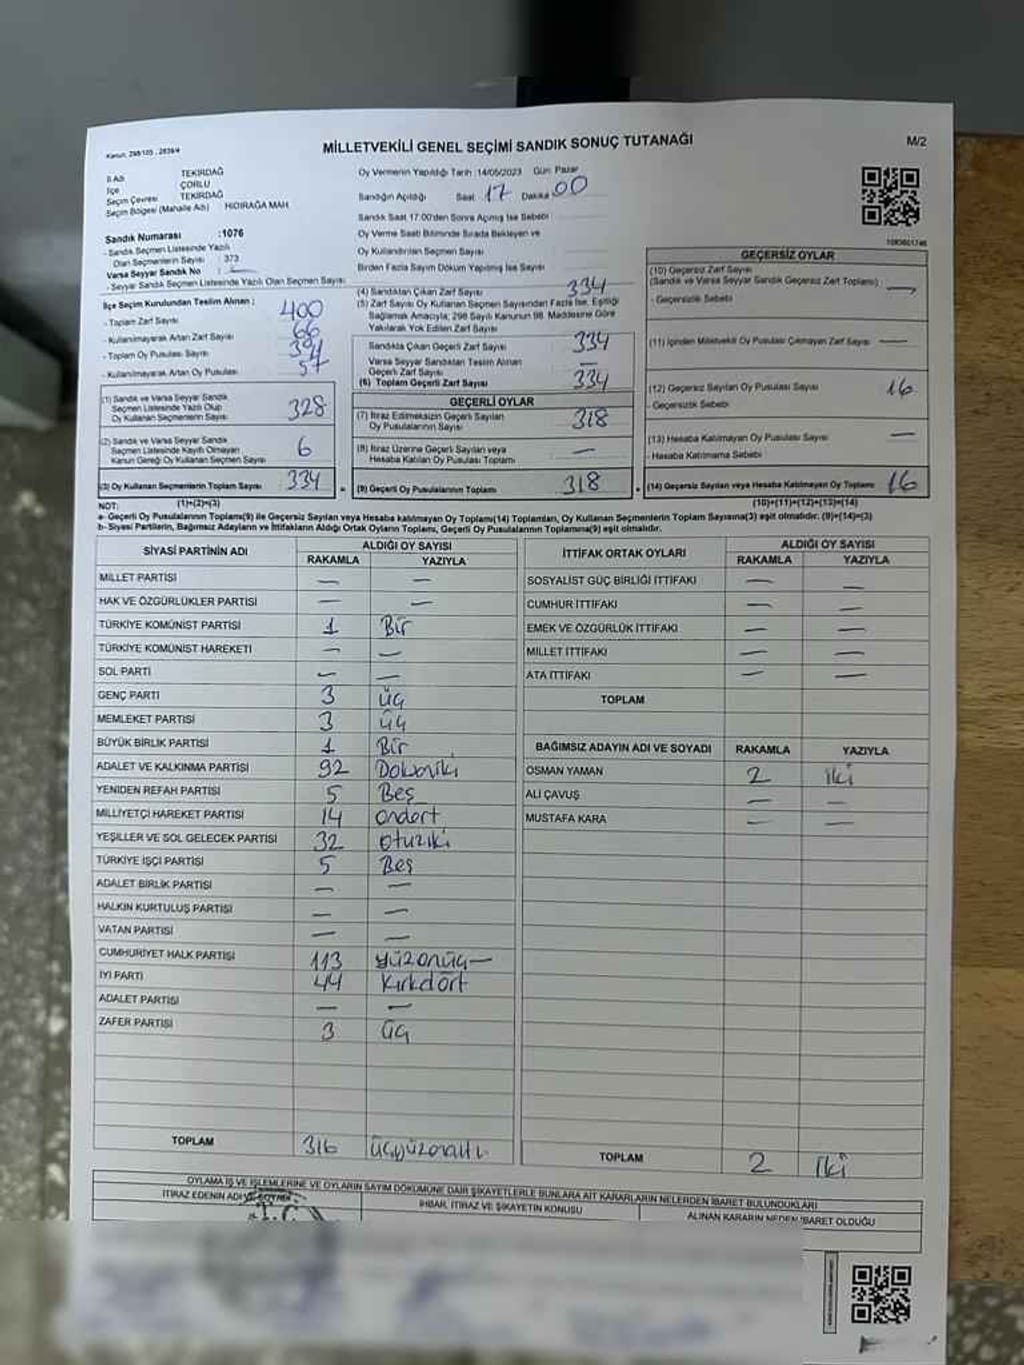 Kanun: 298/105 , 2839/4
MİLLETVEKİLİ GENEL SEÇİMİ SANDIK SONUÇ TUTANAĞI
M/2
İl Adı TEKİRDAĞ
İlçe ÇORLU
Seçim Çevresi TEKİRDAĞ
Seçim Bölgesi (Mahalle Adı) HIDIRAĞA MAH.
Sandık Numarası :1076
- Sandık Seçmen Listesinde Yazılı
Olan Seçmenlerin Sayısı : 373
Varsa Seyyar Sandık No : —
- Seyyar Sandık Seçmen Listesinde Yazılı Olan Seçmen Sayısı
Oy Vermenin Yapıldığı Tarih :14/05/2023 Gün: Pazar
Sandığın Açıldığı Saat 17 Dakika 00
Sandık Saat 17:00'den Sonra Açılmış İse Sebebi
Oy Verme Saati Bitiminde Sırada Bekleyen ve
Oy Kullandırılan Seçmen Sayısı
Birden Fazla Sayım Döküm Yapılmış İse Sayısı
İlçe Seçim Kurulundan Teslim Alınan :
- Toplam Zarf Sayısı 400
- Kullanılmayarak Artan Zarf Sayısı 66
- Toplam Oy Pusulası Sayısı
- Kullanılmayarak Artan Oy Pusulası 57
(1) Sandık ve Varsa Seyyar Sandık
Seçmen Listesinde Yazılı Olup
Oy Kullanan Seçmenlerin Sayısı 328
(2) Sandık ve Varsa Seyyar Sandık
Seçmen Listesinde Kayıtlı Olmayan
Kanun Gereği Oy Kullanan Seçmen Sayısı 6
(3) Oy Kullanan Seçmenlerin Toplam Sayısı 334
(1)+(2)=(3)
(4) Sandıktan Çıkan Zarf Sayısı 334
(5) Zarf Sayısı Oy Kullanan Seçmen Sayısından Fazla İse, Eşitliği
Sağlamak Amacıyla; 298 Sayılı Kanunun 98. Maddesine Göre
Yakılarak Yok Edilen Zarf Sayısı
Sandıkta Çıkan Geçerli Zarf Sayısı 334
Varsa Seyyar Sandıktan Teslim Alınan
Geçerli Zarf Sayısı —
(6) Toplam Geçerli Zarf Sayısı 334
GEÇERLİ OYLAR
(7) İtiraz Edilmeksizin Geçerli Sayılan
Oy Pusulalarının Sayısı 318
(8) İtiraz Üzerine Geçerli Sayılan veya
Hesaba Katılan Oy Pusulası Toplamı —
= (9) Geçerli Oy Pusulalarının Toplamı 318
GEÇERSİZ OYLAR
(10) Geçersiz Zarf Sayısı
(Sandık ve Varsa Seyyar Sandık Geçersiz Zarf Toplamı) —
- Geçersizlik Sebebi
(11) İçinden Milletvekili Oy Pusulası Çıkmayan Zarf Sayısı —
(12) Geçersiz Sayılan Oy Pusulası Sayısı 16
- Geçersizlik Sebebi
(13) Hesaba Katılmayan Oy Pusulası Sayısı —
- Hesaba Katılmama Sebebi
+ (14) Geçersiz Sayılan veya Hesaba Katılmayan Oy Toplamı 16
(10)+(11)+(12)+(13)=(14)
NOT:
a- Geçerli Oy Pusulalarının Toplamı(9) ile Geçersiz Sayılan veya Hesaba katılmayan Oy Toplamı(14) Toplamları, Oy Kullanan Seçmenlerin Toplam Sayısına(3) eşit olmalıdır. (9)+(14)=(3)
b- Siyasi Partilerin, Bağımsız Adayların ve İttifakların Aldığı Ortak Oyların Toplamı, Geçerli Oy Pusulalarının Toplamına(9) eşit olmalıdır.
SİYASİ PARTİNİN ADI ALDIĞI OY SAYISI
RAKAMLA YAZIYLA
MİLLET PARTİSİ — —
HAK VE ÖZGÜRLÜKLER PARTİSİ — —
TÜRKİYE KOMÜNİST PARTİSİ 1 Bir
TÜRKİYE KOMÜNİST HAREKETİ — —
SOL PARTİ — —
GENÇ PARTİ 3 üç
MEMLEKET PARTİSİ 3 üç
BÜYÜK BİRLİK PARTİSİ 1 Bir
ADALET VE KALKINMA PARTİSİ 92 Doksaniki
YENİDEN REFAH PARTİSİ 5 Beş
MİLLİYETÇİ HAREKET PARTİSİ 14 ondört
YEŞİLLER VE SOL GELECEK PARTİSİ 32 otuziki
TÜRKİYE İŞÇİ PARTİSİ 5 Beş
ADALET BİRLİK PARTİSİ — —
HALKIN KURTULUŞ PARTİSİ — —
VATAN PARTİSİ — —
CUMHURİYET HALK PARTİSİ 113 yüzonüç—
İYİ PARTİ 44 kırkdört
ADALET PARTİSİ — —
ZAFER PARTİSİ 3 üç
TOPLAM 316 üçyüzonaltı
İTTİFAK ORTAK OYLARI ALDIĞI OY SAYISI
RAKAMLA YAZIYLA
SOSYALİST GÜÇ BİRLİĞİ İTTİFAKI — —
CUMHUR İTTİFAKI — —
EMEK VE ÖZGÜRLÜK İTTİFAKI — —
MİLLET İTTİFAKI — —
ATA İTTİFAKI — —
TOPLAM
BAĞIMSIZ ADAYIN ADI VE SOYADI RAKAMLA YAZIYLA
OSMAN YAMAN 2 iki
ALİ ÇAVUŞ — —
MUSTAFA KARA — —
TOPLAM 2 iki
OYLAMA İŞ VE İŞLEMLERİNE VE OYLARIN SAYIM DÖKÜMÜNE DAİR ŞİKAYETLERLE BUNLARA AİT KARARLARIN NELERDEN İBARET BULUNDUKLARI
İTİRAZ EDENİN ADI VE SOYADI İHBAR, İTİRAZ VE ŞİKAYETİN KONUSU ALINAN KARARIN NEDEN İBARET OLDUĞU
T.C.